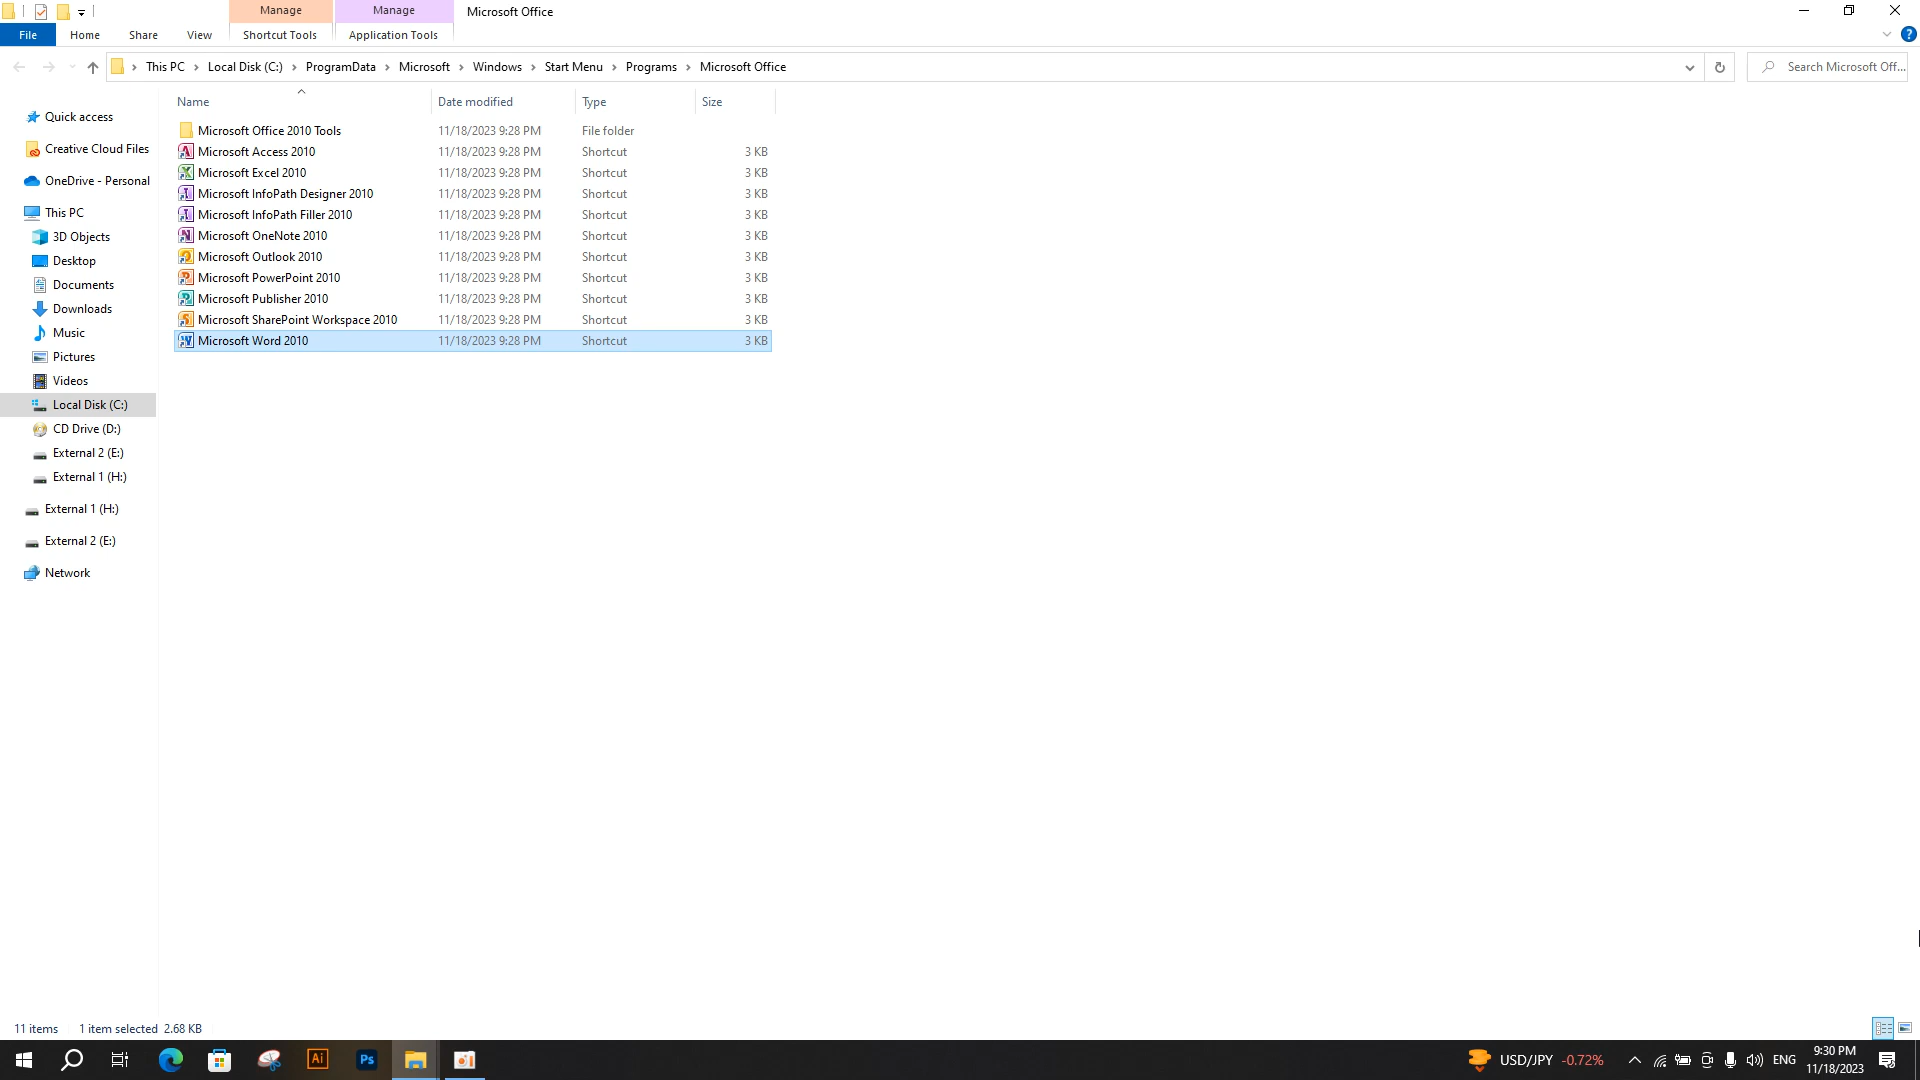 Manage
Manage
Microsoft Office
File
Home
Share
View
Shortcut Tools
Application Tools
?
This PC
Local Disk (C:)
ProgramData
Microsoft
Windows
Start Menu
Programs
Microsoft Office
Search Microsoft Off...
Name
Date modified
Type
Size
Microsoft Office 2010 Tools 11/18/2023 9:28 PM File folder
Microsoft Access 2010 11/18/2023 9:28 PM Shortcut 3 KB
Microsoft Excel 2010 11/18/2023 9:28 PM Shortcut 3 KB
Microsoft InfoPath Designer 2010 11/18/2023 9:28 PM Shortcut 3 KB
Microsoft InfoPath Filler 2010 11/18/2023 9:28 PM Shortcut 3 KB
Microsoft OneNote 2010 11/18/2023 9:28 PM Shortcut 3 KB
Microsoft Outlook 2010 11/18/2023 9:28 PM Shortcut 3 KB
Microsoft PowerPoint 2010 11/18/2023 9:28 PM Shortcut 3 KB
Microsoft Publisher 2010 11/18/2023 9:28 PM Shortcut 3 KB
Microsoft SharePoint Workspace 2010 11/18/2023 9:28 PM Shortcut 3 KB
Microsoft Word 2010 11/18/2023 9:28 PM Shortcut 3 KB
Quick access
Creative Cloud Files
OneDrive - Personal
This PC
3D Objects
Desktop
Documents
Downloads
Music
Pictures
Videos
Local Disk (C:)
CD Drive (D:)
External 2 (E:)
External 1 (H:)
External 1 (H:)
External 2 (E:)
Network
11 items
1 item selected 2.68 KB
Ai
Ps
USD/JPY -0.72%
ENG
9:30 PM
11/18/2023